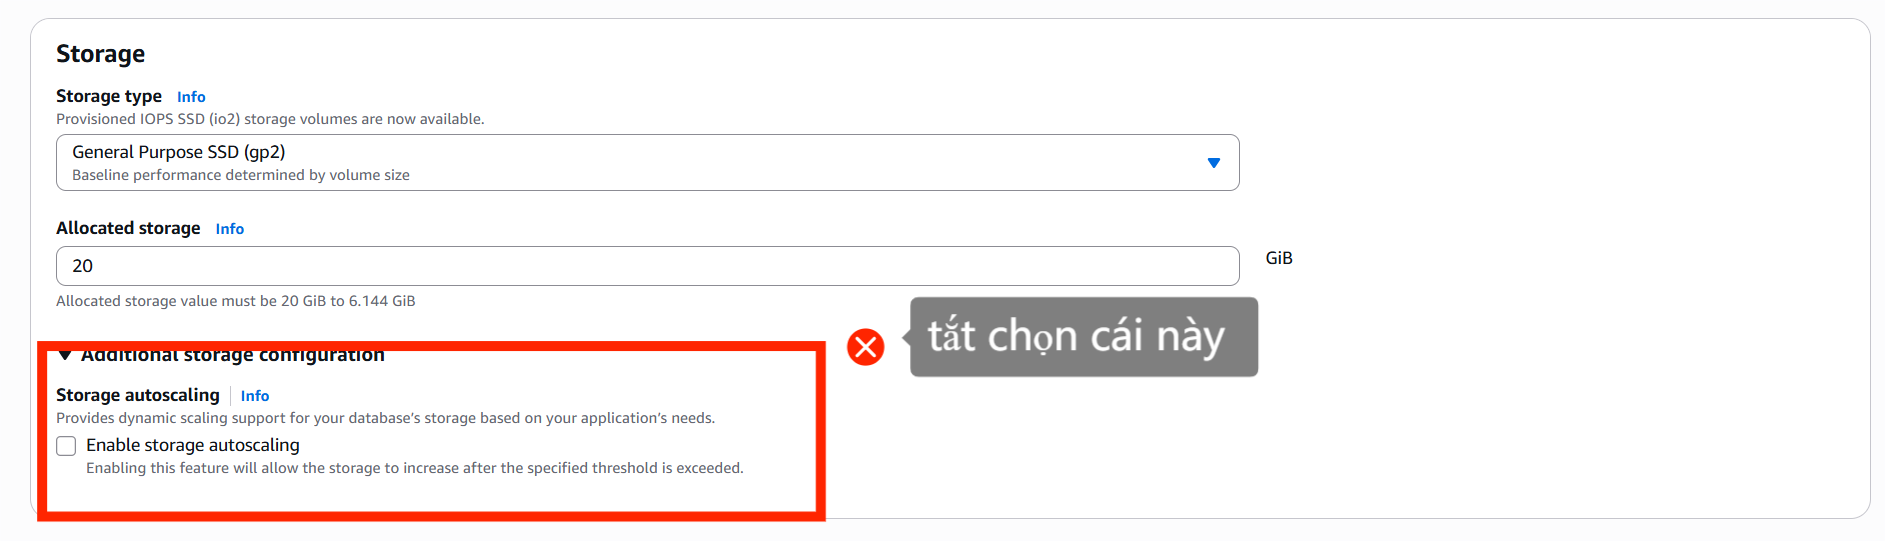 Storage
Storage type Info
Provisioned IOPS SSD (io2) storage volumes are now available.
General Purpose SSD (gp2)
Baseline performance determined by volume size
Allocated storage Info
20
GiB
Allocated storage value must be 20 GiB to 6.144 GiB
tắt chọn cái này
Additional storage configuration
Storage autoscaling Info
Provides dynamic scaling support for your database's storage based on your application's needs.
Enable storage autoscaling
Enabling this feature will allow the storage to increase after the specified threshold is exceeded.